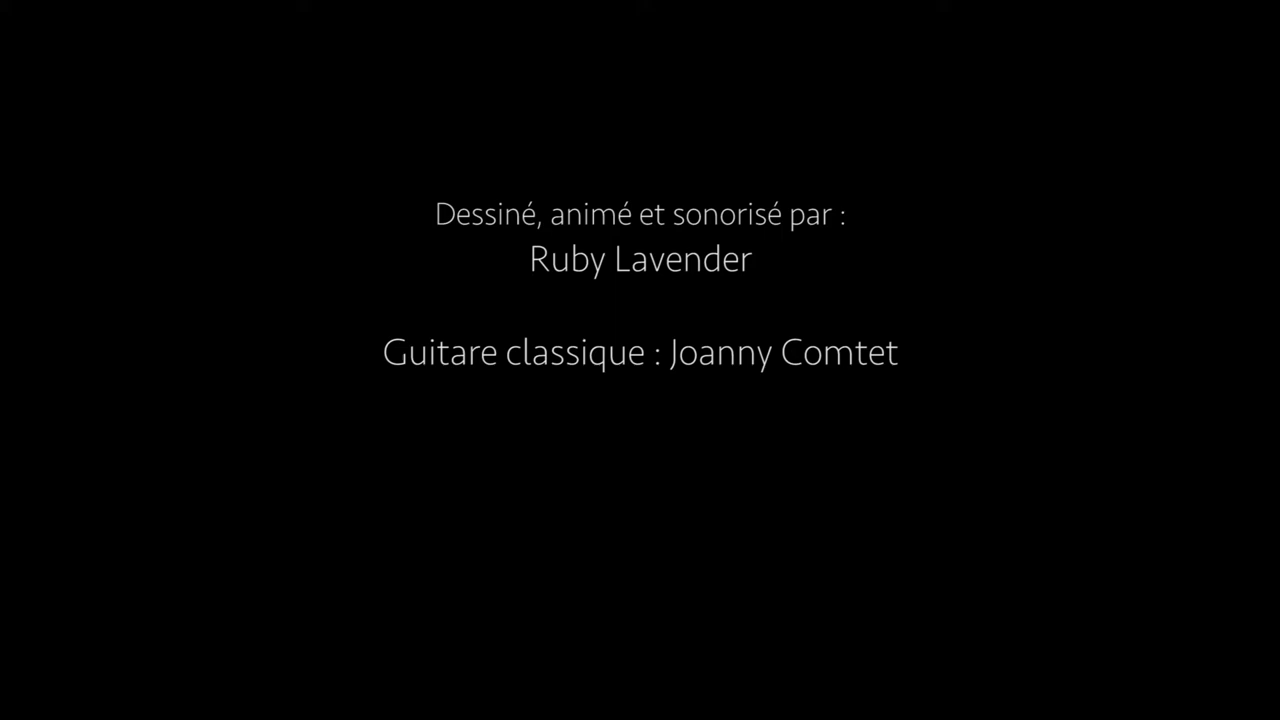 Dessiné, animé et sonorisé par :
Ruby Lavender
Guitare classique : Joanny Comtet